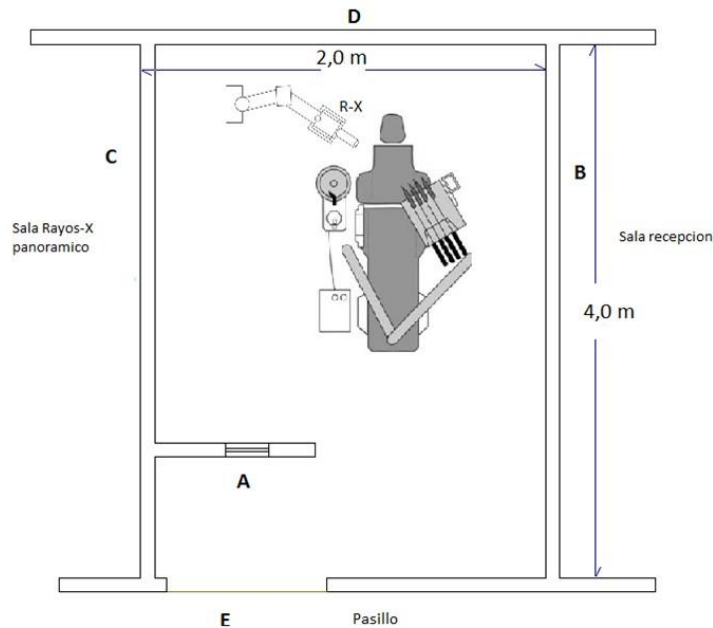 D
2,0 m
R-X
C
B
Sala Rayos-X
panoramico
Sala recepcion
4,0 m
A
E
Pasillo